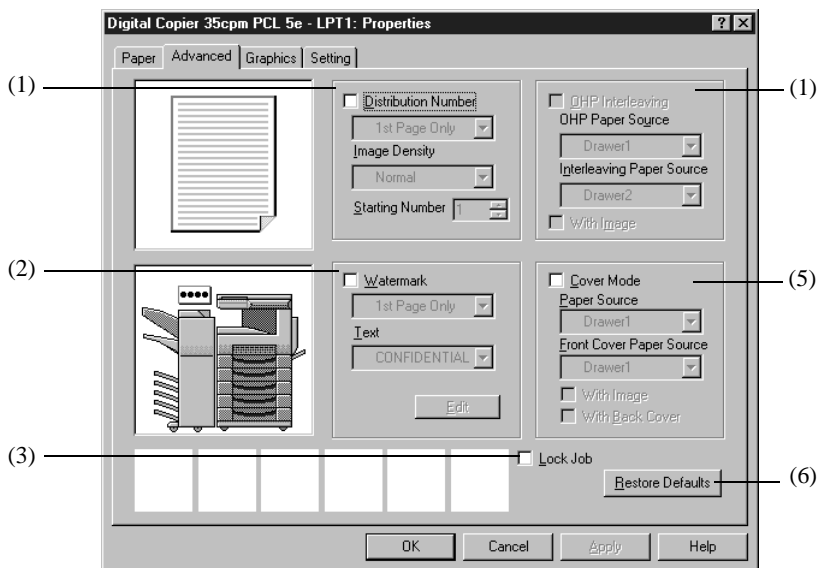 Digital Copier 35cpm PCL 5e - LPT1: Properties
Paper Advanced Graphics Setting
(1)
Distribution Number
1st Page Only
Image Density
Normal
Starting Number 1
(1)
OHP Interleaving
OHP Paper Source
Drawer1
Interleaving Paper Source
Drawer2
With Image
(2)
Watermark
1st Page Only
Text
CONFIDENTIAL
Edit
(5)
Cover Mode
Paper Source
Drawer1
Front Cover Paper Source
Drawer1
With Image
With Back Cover
(3)
Lock Job
Restore Defaults
(6)
OK Cancel Apply Help